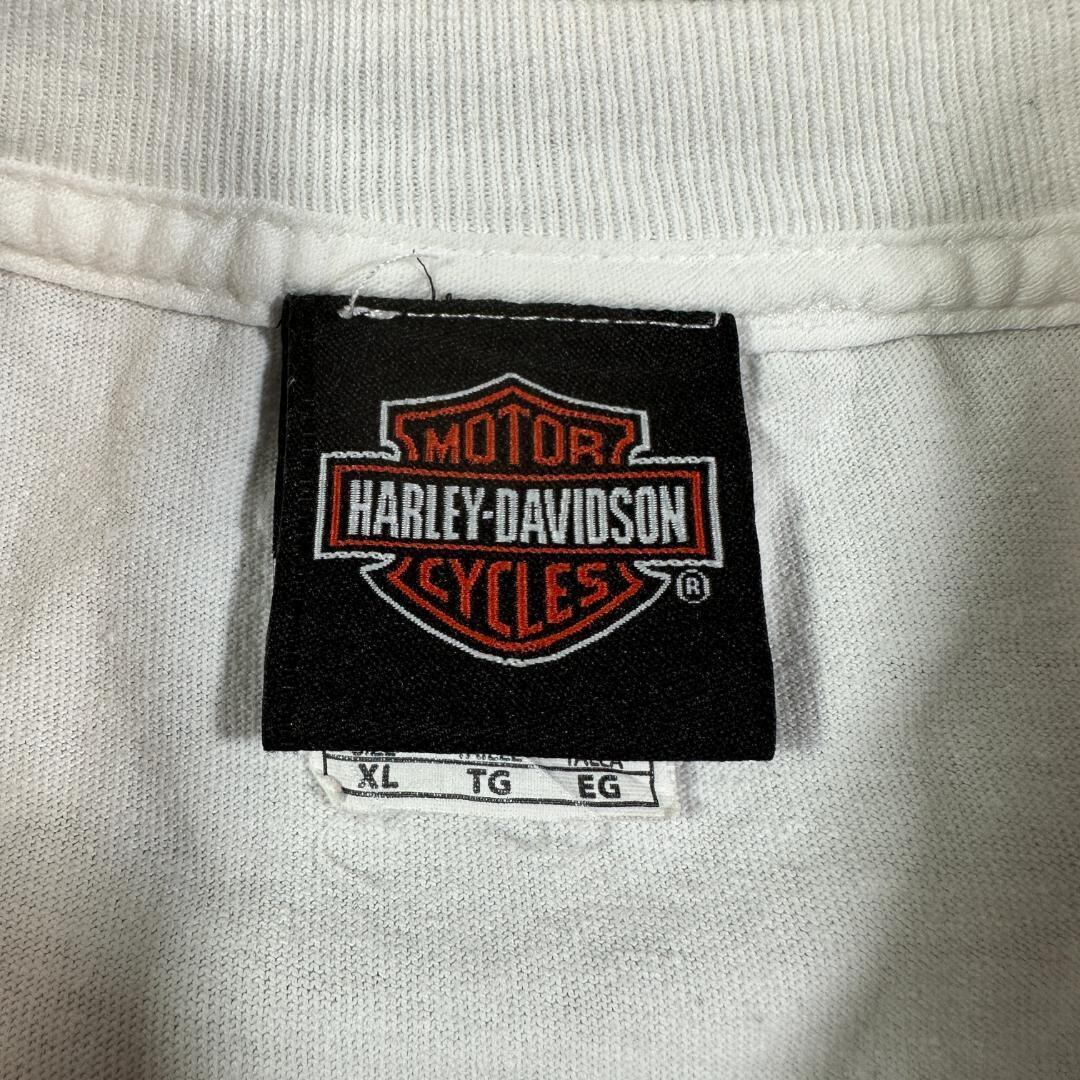 MOTOR
HARLEY-DAVIDSON
CYCLES
®
XL TG EG